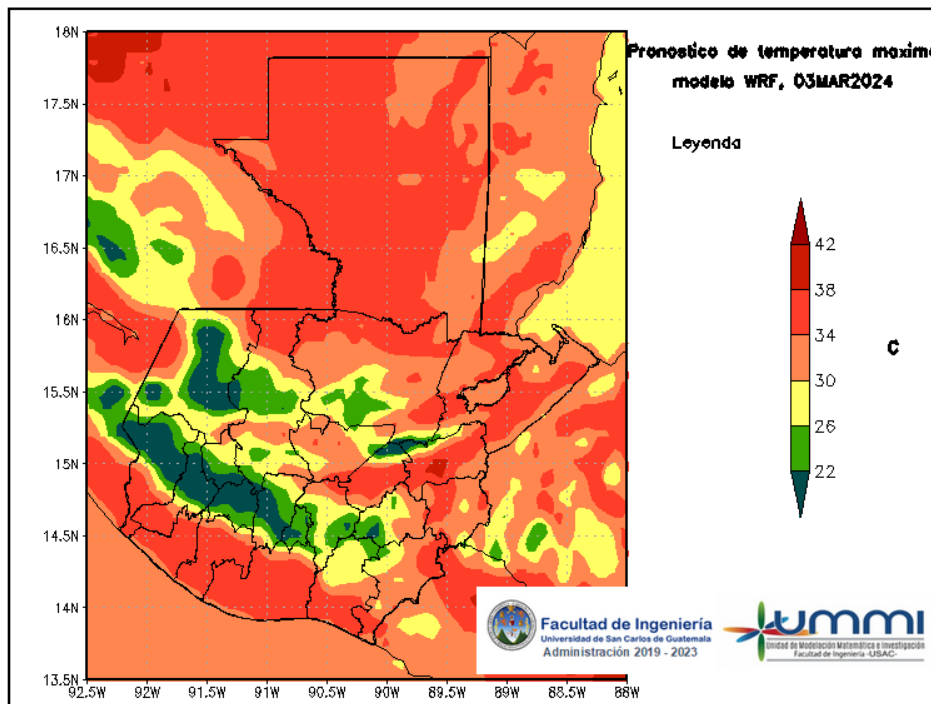 Pronostico de temperatura maxim
modelo WRF, 03MAR2024
Leyenda
42
38
34
30
26
22
C
18N
17.5N
17N
16.5N
16N
15.5N
15N
14.5N
14N
13.5N
92.5W 92W 91.5W 91W 90.5W 90W 89.5W 89W 88.5W 88W
Facultad de Ingeniería
Universidad de San Carlos de Guatemala
Administración 2019 - 2023
ummi
Unidad de Modelación Matemática e Investigación
Facultad de Ingeniería -USAC-